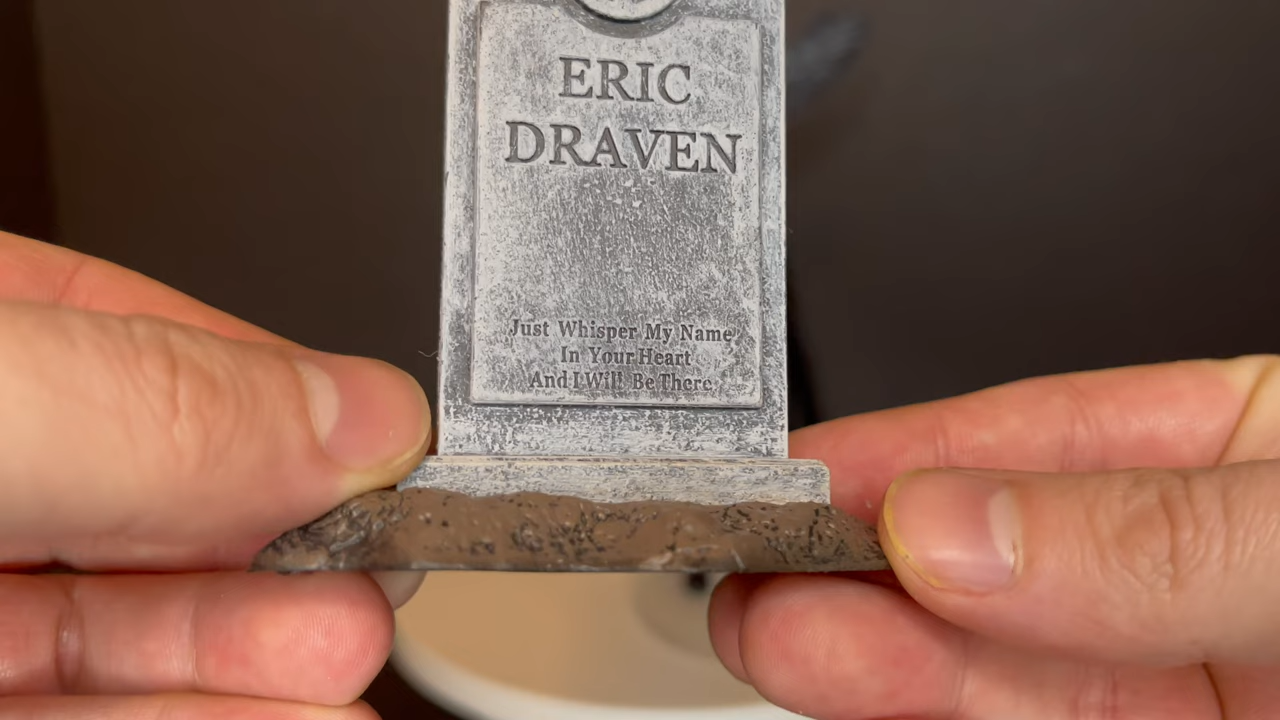 ERIC
DRAVEN
Just Whisper My Name
In Your Heart
And I Will Be There